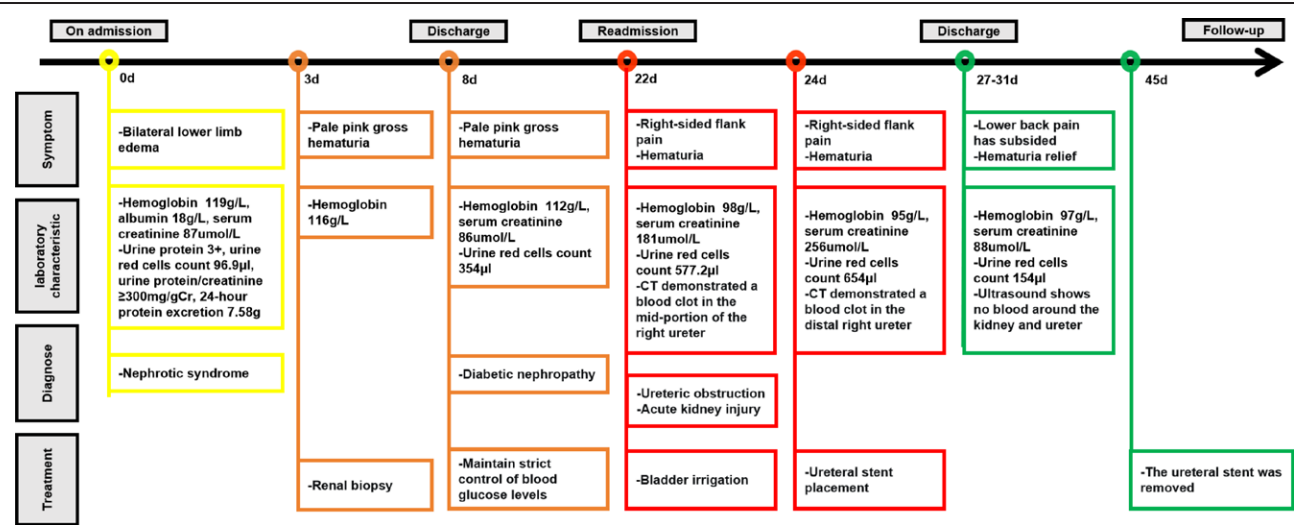 On admission
Discharge
Readmission
Discharge
Follow-up
0d
3d
8d
22d
24d
27-31d
45d
Symptom
-Bilateral lower limb
edema
-Pale pink gross
hematuria
-Pale pink gross
hematuria
-Right-sided flank
pain
-Hematuria
-Right-sided flank
pain
-Hematuria
-Lower back pain
has subsided
-Hematuria relief
laboratory
characteristic
-Hemoglobin 119g/L,
albumin 18g/L, serum
creatinine 87umol/L
-Urine protein 3+, urine
red cells count 96.9μl,
urine protein/creatinine
≥300mg/gCr, 24-hour
protein excretion 7.58g
-Hemoglobin
116g/L
-Hemoglobin 112g/L,
serum creatinine
86umol/L
-Urine red cells count
354μl
-Hemoglobin 98g/L,
serum creatinine
181umol/L
-Urine red cells
count 577.2μl
-CT demonstrated a
blood clot in the
mid-portion of the
right ureter
-Hemoglobin 95g/L,
serum creatinine
256umol/L
-Urine red cells
count 654μl
-CT demonstrated a
blood clot in the
distal right ureter
-Hemoglobin 97g/L,
serum creatinine
88umol/L
-Urine red cells
count 154μl
-Ultrasound shows
no blood around the
kidney and ureter
Diagnose
-Nephrotic syndrome
-Diabetic nephropathy
-Ureteric obstruction
-Acute kidney injury
Treatment
-Renal biopsy
-Maintain strict
control of blood
glucose levels
-Bladder irrigation
-Ureteral stent
placement
-The ureteral stent was
removed